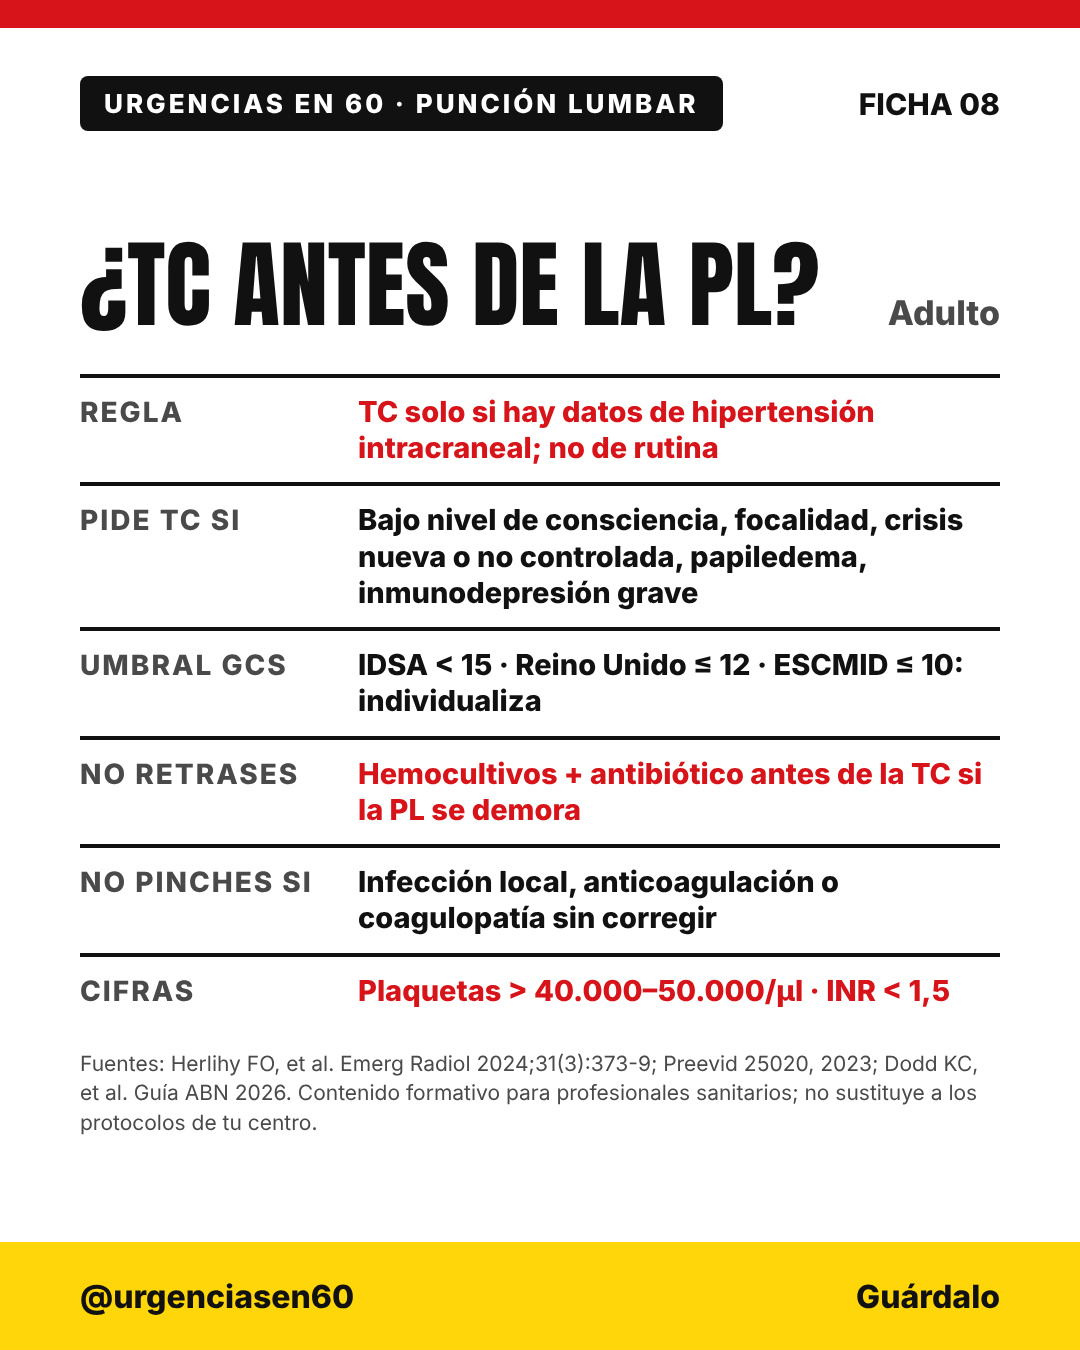 URGENCIAS EN 60 · PUNCIÓN LUMBAR
FICHA 08
¿TC ANTES DE LA PL?
Adulto
REGLA
TC solo si hay datos de hipertensión
intracraneal; no de rutina
PIDE TC SI
Bajo nivel de consciencia, focalidad, crisis
nueva o no controlada, papiledema,
inmunodepresión grave
UMBRAL GCS
IDSA < 15 · Reino Unido ≤ 12 · ESCMID ≤ 10:
individualiza
NO RETRASES
Hemocultivos + antibiótico antes de la TC si
la PL se demora
NO PINCHES SI
Infección local, anticoagulación o
coagulopatía sin corregir
CIFRAS
Plaquetas > 40.000–50.000/µl · INR < 1,5
Fuentes: Herlihy FO, et al. Emerg Radiol 2024;31(3):373-9; Preevid 25020, 2023; Dodd KC,
et al. Guía ABN 2026. Contenido formativo para profesionales sanitarios; no sustituye a los
protocolos de tu centro.
@urgenciasen60
Guárdalo